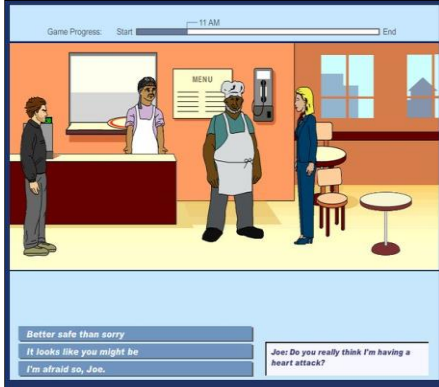 11 AM
Game Progress: Start End
MENU
Better safe than sorry
It looks like you might be
I'm afraid so, Joe.
Joe: Do you really think I'm having a
heart attack?